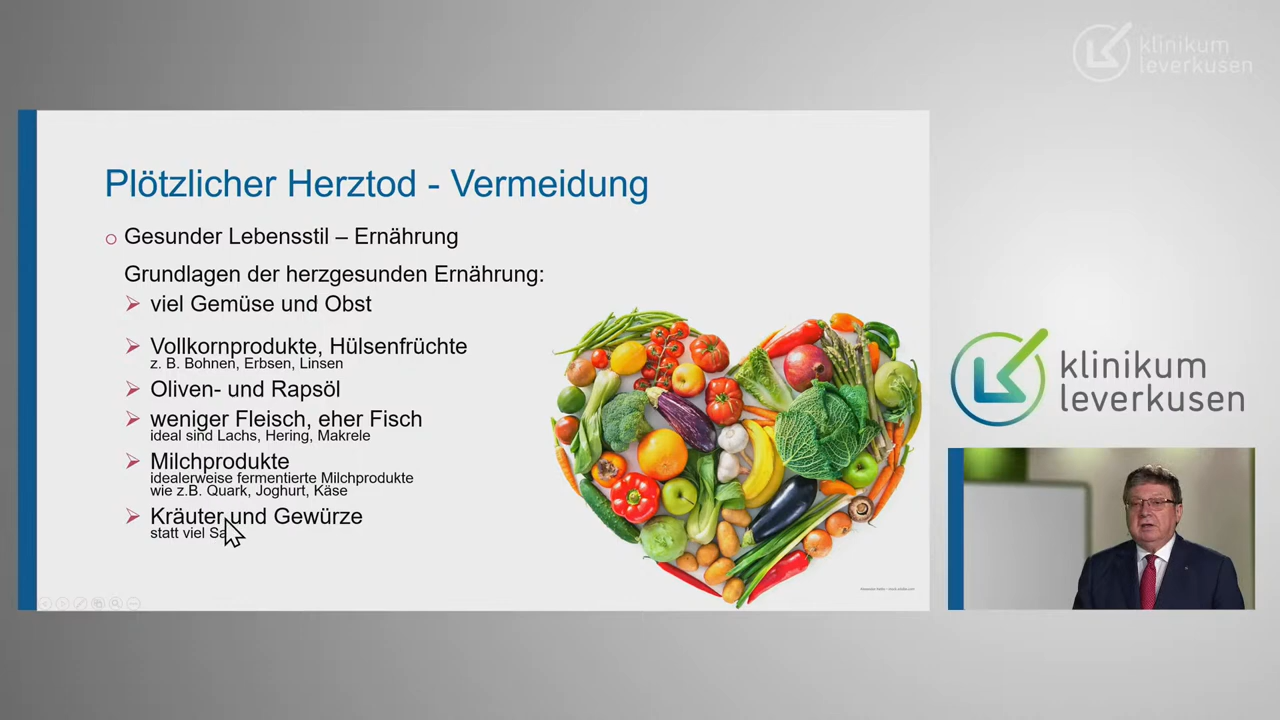 klinikum
leverkusen
Plötzlicher Herztod - Vermeidung
Gesunder Lebensstil – Ernährung
Grundlagen der herzgesunden Ernährung:
viel Gemüse und Obst
Vollkornprodukte, Hülsenfrüchte
z. B. Bohnen, Erbsen, Linsen
Oliven- und Rapsöl
weniger Fleisch, eher Fisch
ideal sind Lachs, Hering, Makrele
Milchprodukte
idealerweise fermentierte Milchprodukte
wie z.B. Quark, Joghurt, Käse
Kräuter und Gewürze
statt viel
klinikum
leverkusen